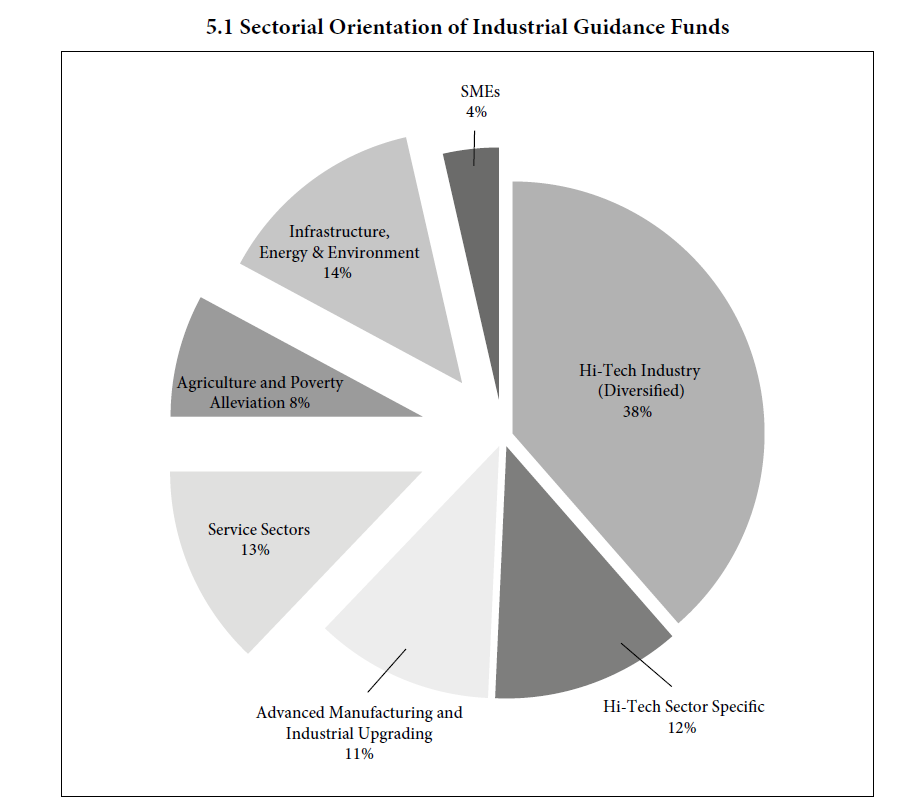 5.1 Sectorial Orientation of Industrial Guidance Funds
SMEs
4%
Infrastructure,
Energy & Environment
14%
Hi-Tech Industry
(Diversified)
38%
Agriculture and Poverty
Alleviation 8%
Service Sectors
13%
Hi-Tech Sector Specific
12%
Advanced Manufacturing and
Industrial Upgrading
11%